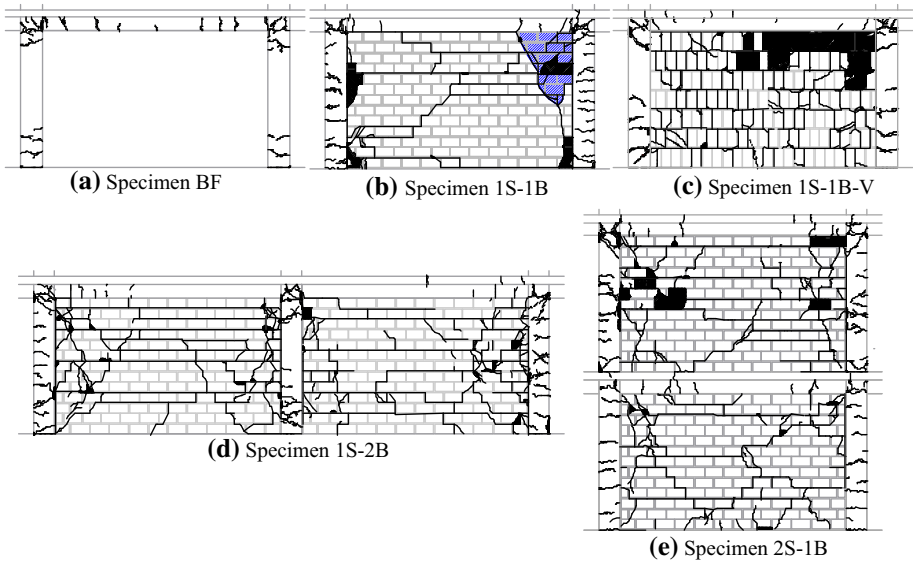 (a) Specimen BF
(b) Specimen 1S-1B
(c) Specimen 1S-1B-V
(d) Specimen 1S-2B
(e) Specimen 2S-1B